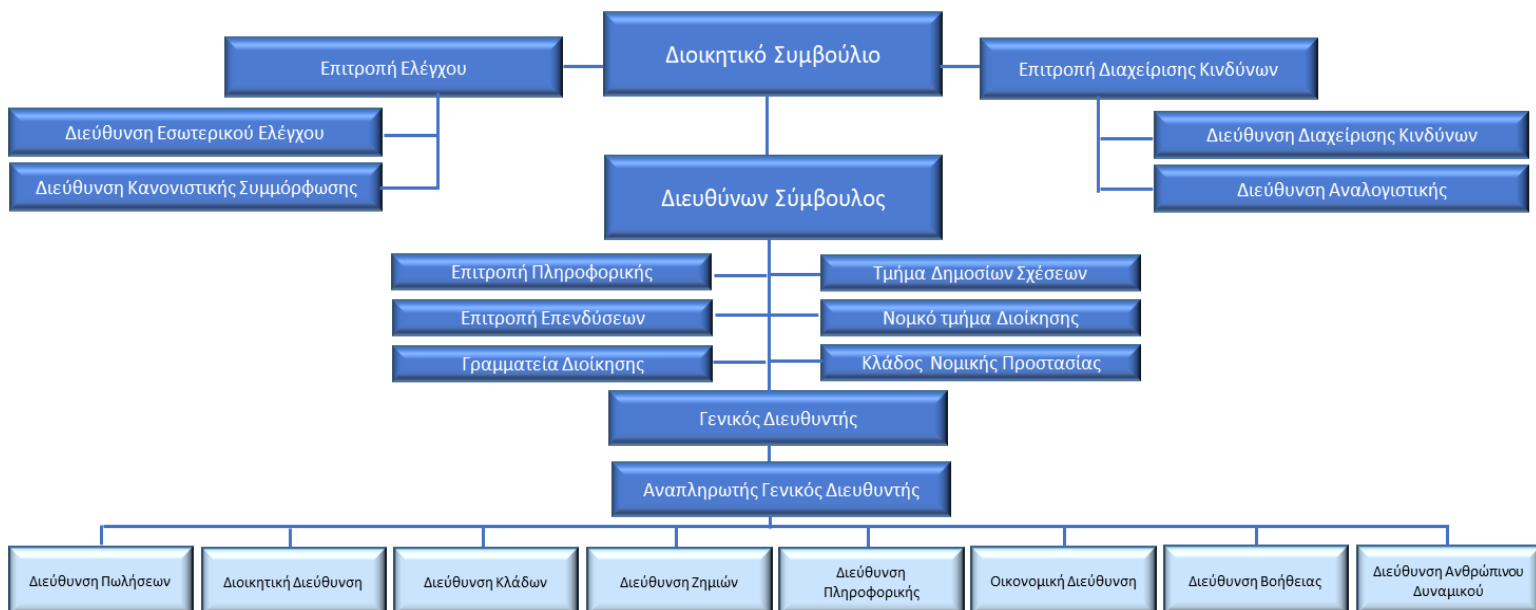 Διοικητικό Συμβούλιο
Επιτροπή Ελέγχου
Επιτροπή Διαχείρισης Κινδύνων
Διεύθυνση Εσωτερικού Ελέγχου
Διεύθυνση Διαχείρισης Κινδύνων
Διεύθυνση Κανονιστικής Συμμόρφωσης
Διεύθυνση Αναλογιστικής
Διευθύνων Σύμβουλος
Επιτροπή Πληροφορικής
Τμήμα Δημοσίων Σχέσεων
Επιτροπή Επενδύσεων
Νομκό τμήμα Διοίκησης
Γραμματεία Διοίκησης
Κλάδος Νομικής Προστασίας
Γενικός Διευθυντής
Αναπληρωτής Γενικός Διευθυντής
Διεύθυνση Πωλήσεων
Διοικητική Διεύθυνση
Διεύθυνση Κλάδων
Διεύθυνση Ζημιών
Διεύθυνση
Πληροφορικής
Οικονομική Διεύθυνση
Διεύθυνση Βοήθειας
Διεύθυνση Ανθρώπινου
Δυναμικού